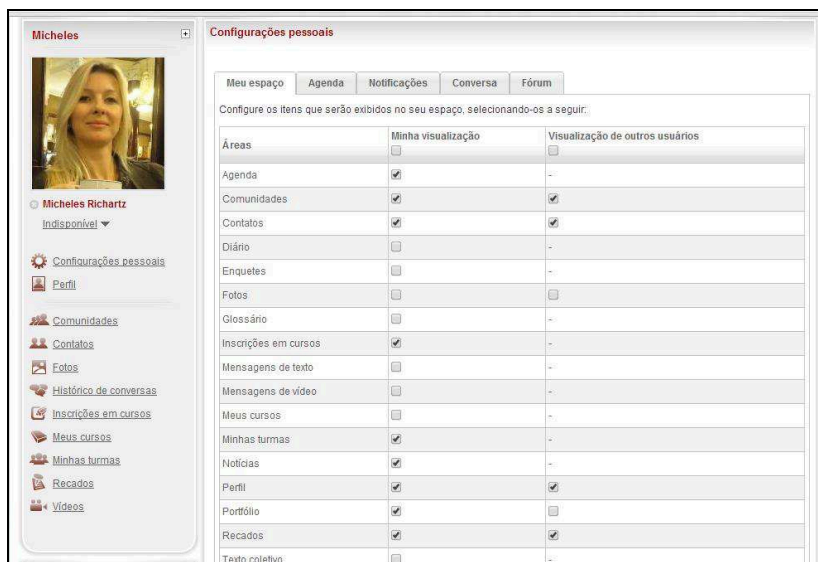 Micheles
Micheles Richartz
Indisponível
Configurações pessoais
Perfil
Comunidades
Contatos
Fotos
Histórico de conversas
Inscrições em cursos
Meus cursos
Minhas turmas
Recados
Vídeos
Configurações pessoais
Meu espaço Agenda Notificações Conversa Fórum
Configure os itens que serão exibidos no seu espaço, selecionando-os a seguir:
Áreas Minha visualização Visualização de outros usuários
Agenda -
Comunidades
Contatos
Diário -
Enquetes -
Fotos
Glossário -
Inscrições em cursos -
Mensagens de texto -
Mensagens de vídeo -
Meus cursos -
Minhas turmas -
Notícias -
Perfil
Portfólio
Recados
Texto coletivo -